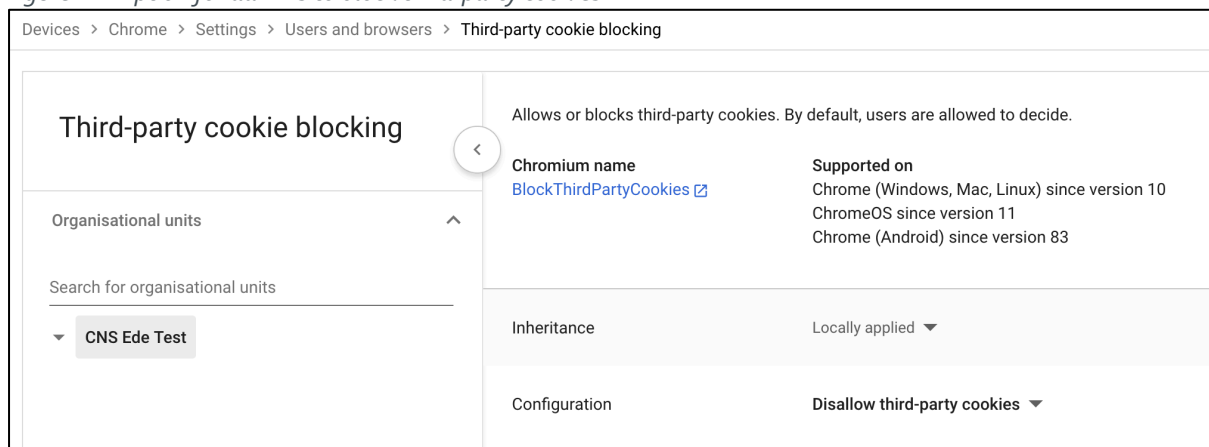 Devices > Chrome > Settings > Users and browsers > Third-party cookie blocking
Third-party cookie blocking
Organisational units
Search for organisational units
CNS Ede Test
Allows or blocks third-party cookies. By default, users are allowed to decide.
Chromium name
BlockThirdPartyCookies
Supported on
Chrome (Windows, Mac, Linux) since version 10
ChromeOS since version 11
Chrome (Android) since version 83
Inheritance
Locally applied
Configuration
Disallow third-party cookies